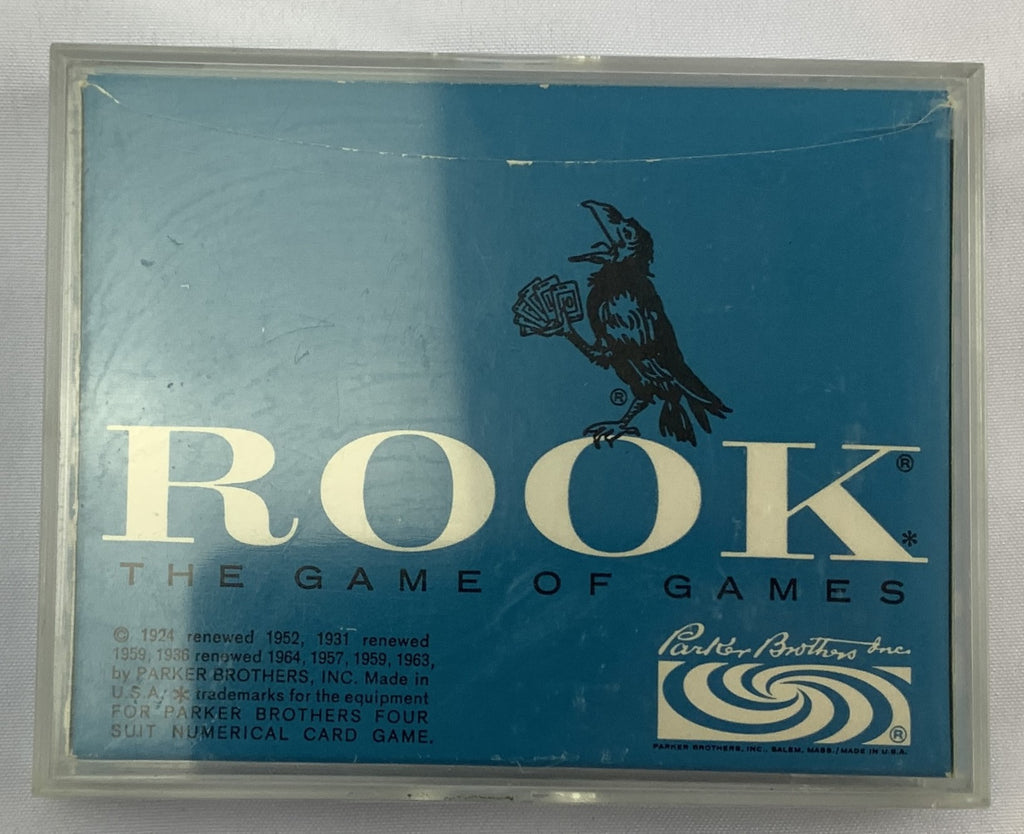 ®
ROOK®*
THE GAME OF GAMES
© 1924 renewed 1952, 1931 renewed
1959, 1936 renewed 1964, 1957, 1959, 1963,
by PARKER BROTHERS, INC. Made in
U.S.A. * trademarks for the equipment
FOR PARKER BROTHERS FOUR
SUIT NUMERICAL CARD GAME.
Parker Brothers Inc.
®
PARKER BROTHERS, INC., SALEM, MASS./MADE IN U.S.A.